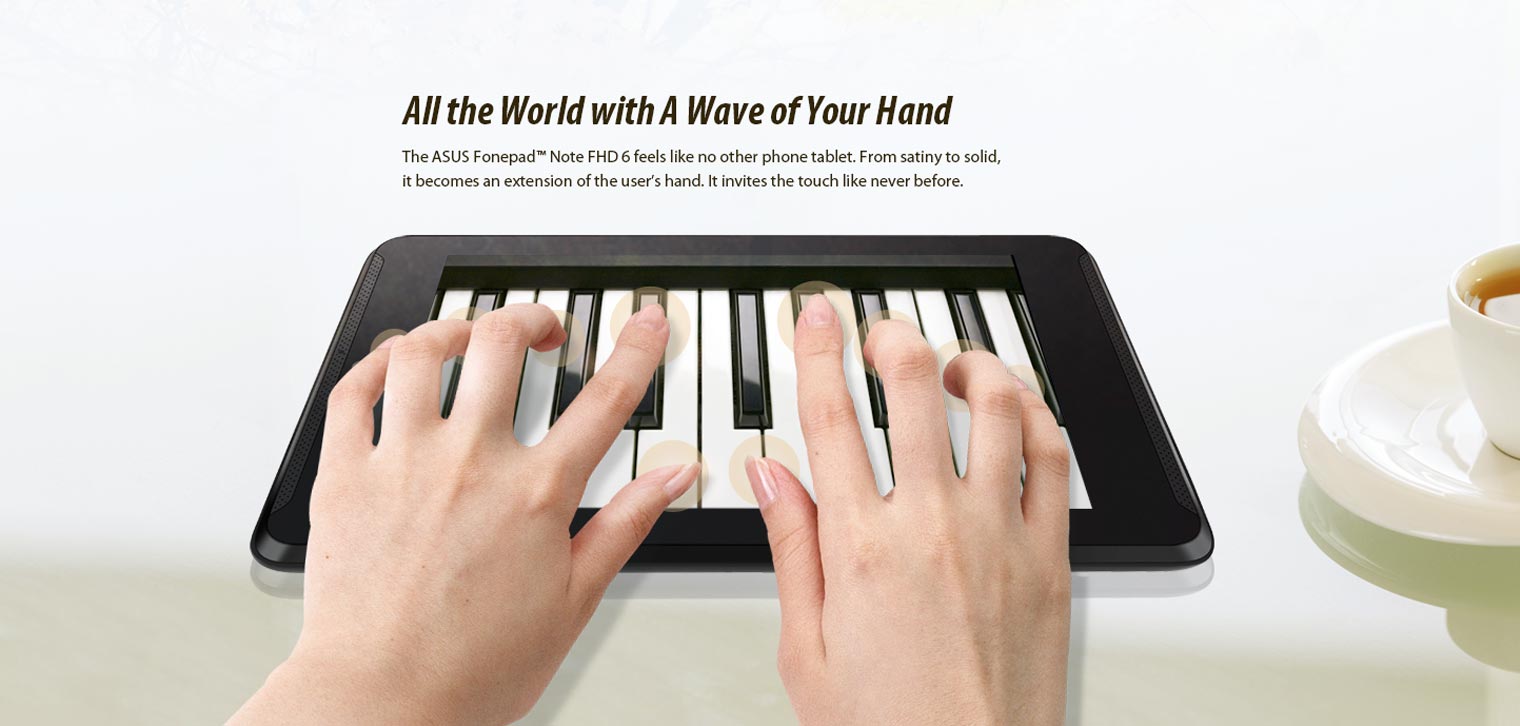 All the World with A Wave of Your Hand
The ASUS Fonepad™ Note FHD 6 feels like no other phone tablet. From satiny to solid,
it becomes an extension of the user’s hand. It invites the touch like never before.